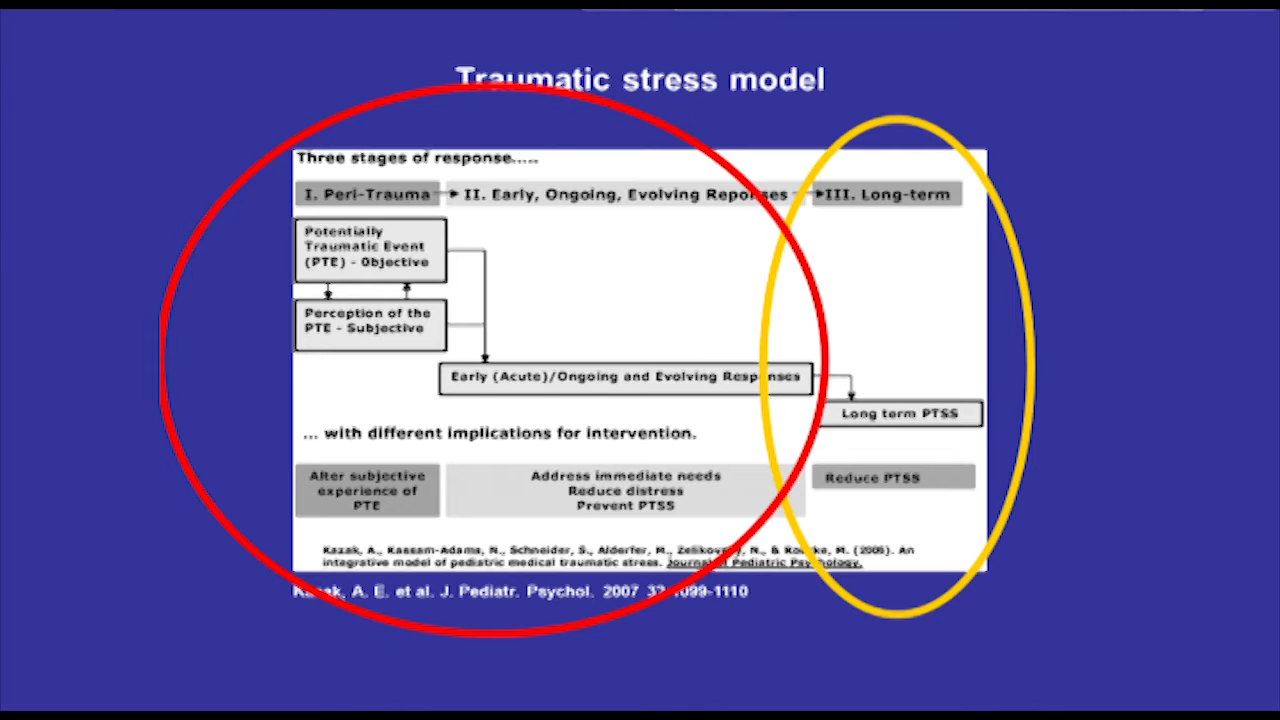 Traumatic stress model
Three stages of response.....
I. Peri-Trauma
II. Early, Ongoing, Evolving Reponses
III. Long-term
Potentially
Traumatic Event
(PTE) - Objective
Perception of the
PTE - Subjective
Early (Acute)/Ongoing and Evolving Responses
Long term PTSS
... with different implications for intervention.
Alter subjective
experience of
PTE
Address immediate needs
Reduce distress
Prevent PTSS
Reduce PTSS
Kazak, A., Kassam-Adams, N., Schneider, S., Alderfer, M., N., & M. An
integrative model of pediatric medical traumatic stress. Journal of Pediatric Psychology.
Kazak, A. E. et al. J. Pediatr. Psychol. 2007 1099-1110